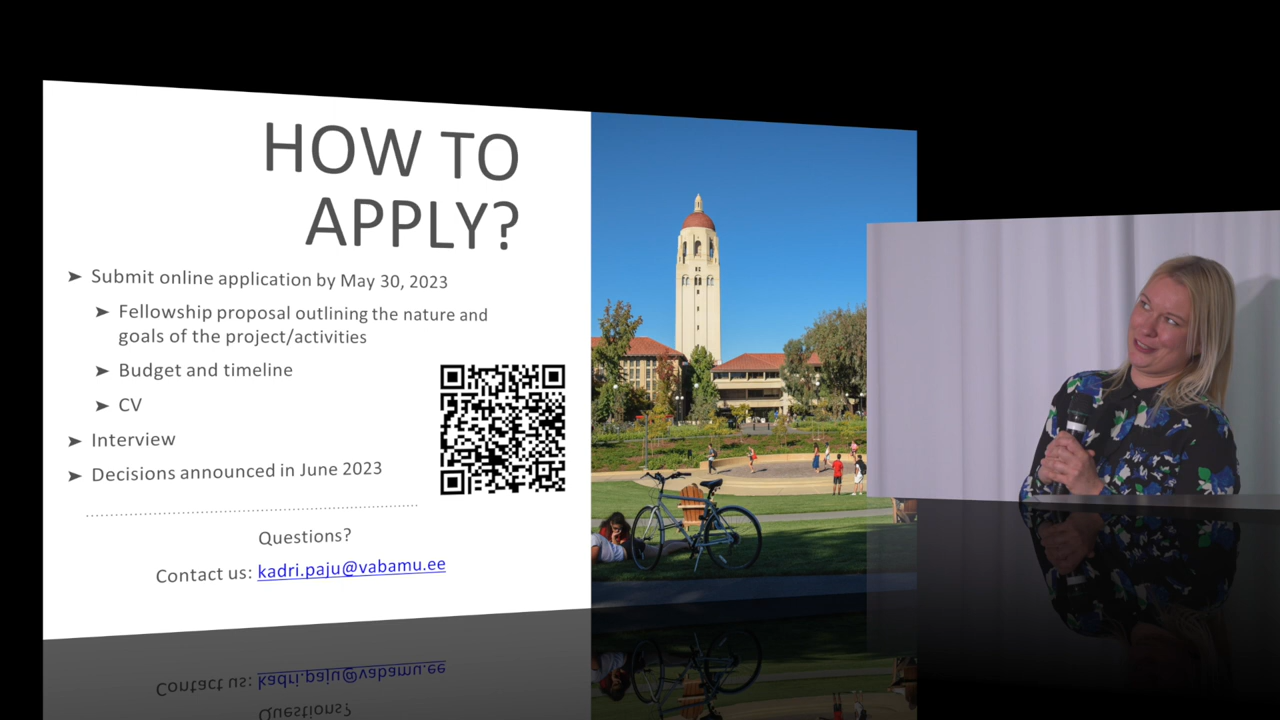 HOW TO
APPLY?
Submit online application by May 30, 2023
Fellowship proposal outlining the nature and
goals of the project/activities
Budget and timeline
CV
Interview
Decisions announced in June 2023
Questions?
Contact us: kadri.paju@vabamu.ee